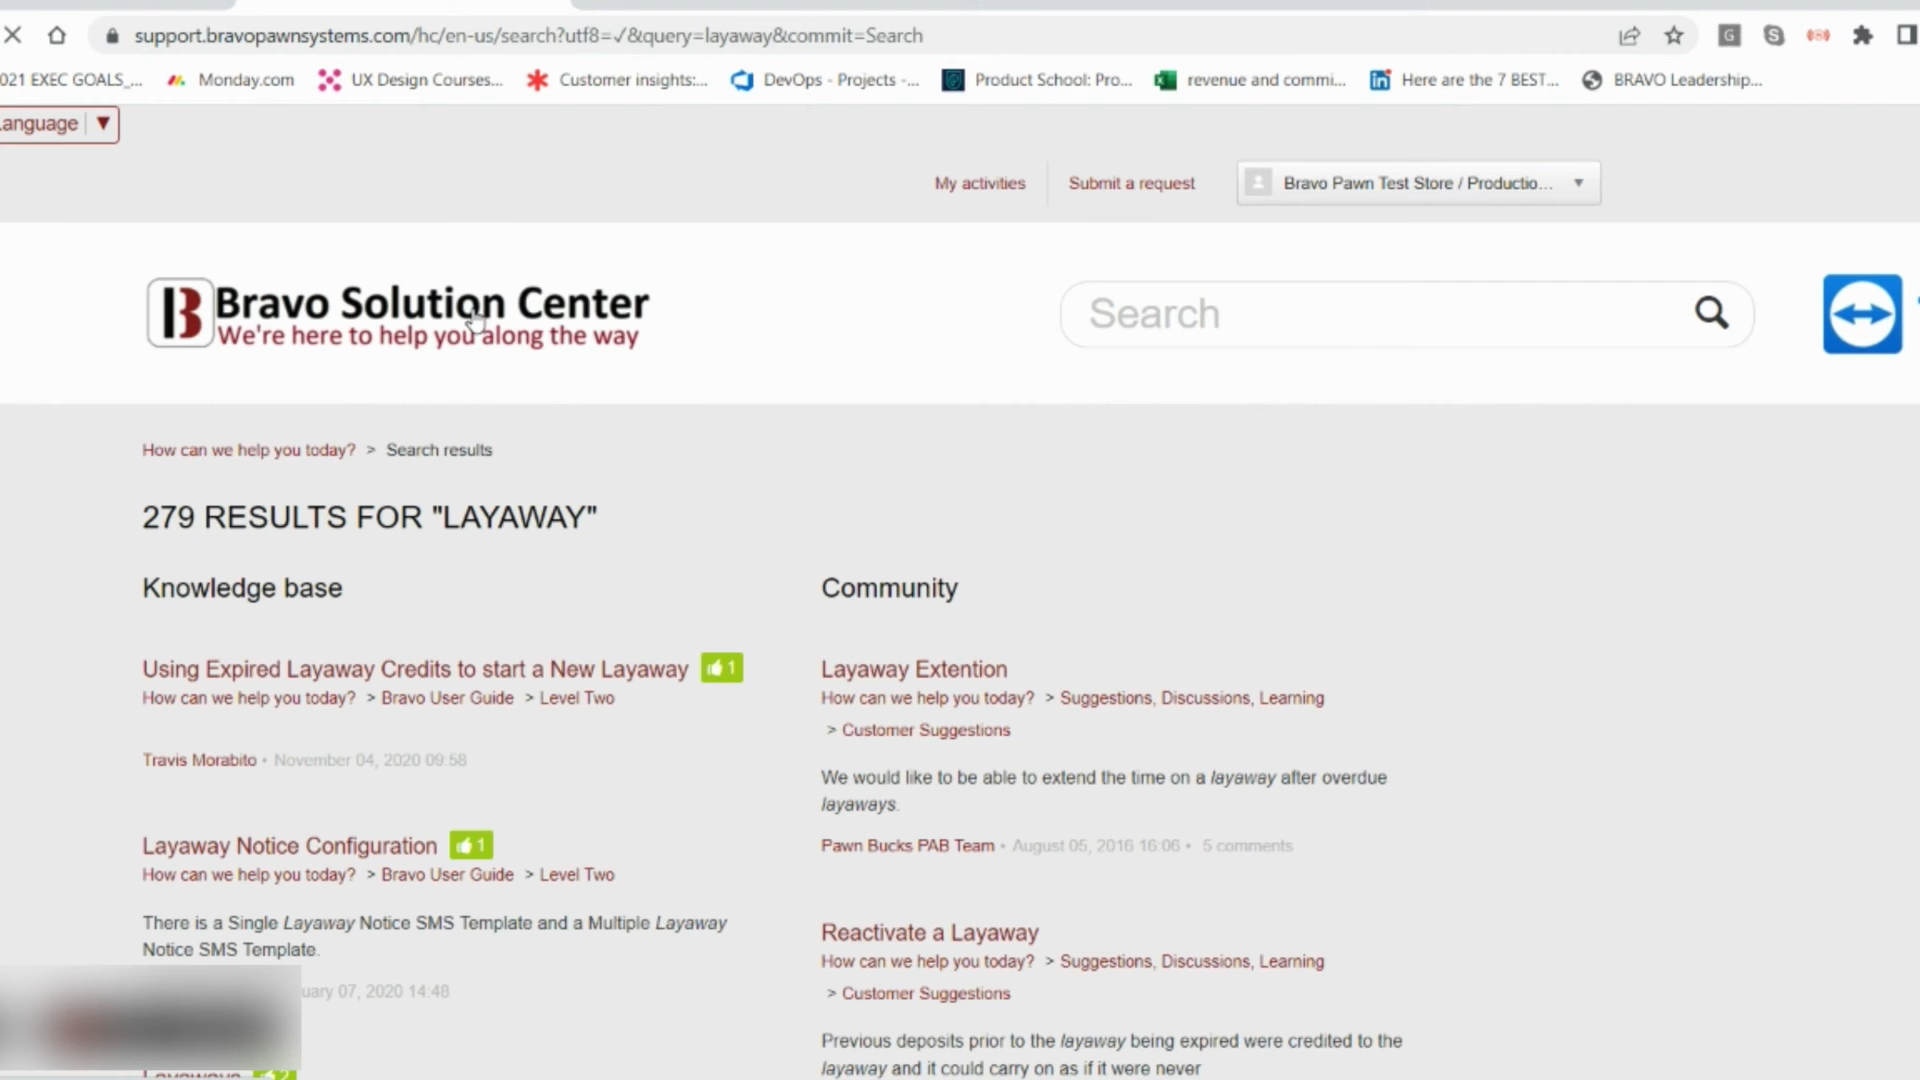 support.bravopawnsystems.com/hc/en-us/search?utf8=✓&query=layaway&commit=Search
021 EXEC GOALS_... Monday.com UX Design Courses... Customer insights:... DevOps - Projects -... Product School: Pro... revenue and commi... Here are the 7 BEST... BRAVO Leadership...
anguage ▼
My activities Submit a request Bravo Pawn Test Store / Productio... ▼
Bravo Solution Center
We're here to help you along the way
Search
How can we help you today? > Search results
279 RESULTS FOR "LAYAWAY"
Knowledge base
Using Expired Layaway Credits to start a New Layaway 1
How can we help you today? > Bravo User Guide > Level Two
Travis Morabito • November 04, 2020 09:58
Layaway Notice Configuration 1
How can we help you today? > Bravo User Guide > Level Two
There is a Single Layaway Notice SMS Template and a Multiple Layaway
Notice SMS Template.
uary 07, 2020 14:48
Layaways 2
Community
Layaway Extention
How can we help you today? > Suggestions, Discussions, Learning
> Customer Suggestions
We would like to be able to extend the time on a layaway after overdue
layaways.
Pawn Bucks PAB Team • August 05, 2016 16:06 • 5 comments
Reactivate a Layaway
How can we help you today? > Suggestions, Discussions, Learning
> Customer Suggestions
Previous deposits prior to the layaway being expired were credited to the
layaway and it could carry on as if it were never